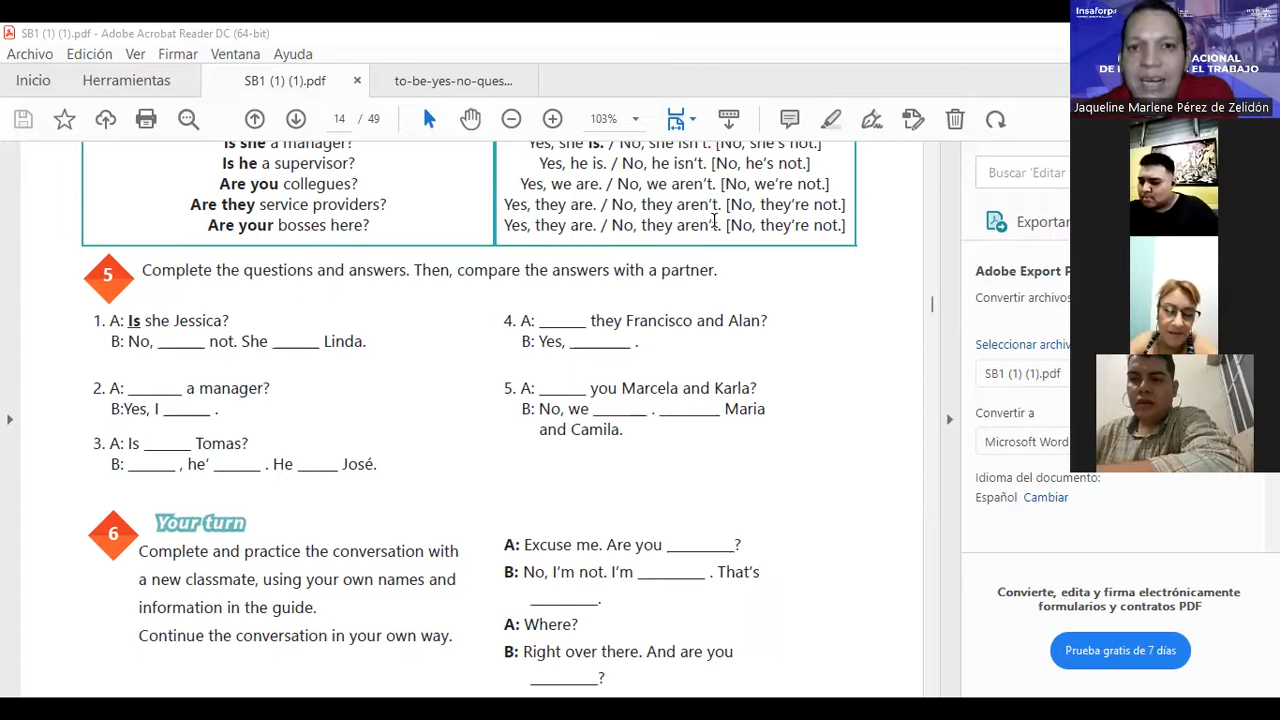 SB1 (1) (1).pdf - Adobe Acrobat Reader DC (64-bit)
Archivo Edición Ver Firmar Ventana Ayuda
Inicio Herramientas SB1 (1) (1).pdf × to-be-yes-no-ques...
14 / 49 103%
Is she a manager? Yes, she is. / No, she isn't. [No, she's not.]
Is he a supervisor? Yes, he is. / No, he isn't. [No, he's not.]
Are you collegues? Yes, we are. / No, we aren't. [No, we're not.]
Are they service providers? Yes, they are. / No, they aren't. [No, they're not.]
Are your bosses here? Yes, they are. / No, they aren't. [No, they're not.]
5 Complete the questions and answers. Then, compare the answers with a partner.
1. A: Is she Jessica?
B: No, ______ not. She ______ Linda.
2. A: _______ a manager?
B:Yes, I ______ .
3. A: Is ______ Tomas?
B: ______ , he' ______ . He _____ José.
4. A: ______ they Francisco and Alan?
B: Yes, ________ .
5. A: ______ you Marcela and Karla?
B: No, we _______ . ________ Maria
and Camila.
6 Your turn
Complete and practice the conversation with
a new classmate, using your own names and
information in the guide.
Continue the conversation in your own way.
A: Excuse me. Are you _________?
B: No, I'm not. I'm _________ . That's
_________.
A: Where?
B: Right over there. And are you
_________?
Buscar 'Editar
Exportar
Adobe Export P
Convertir archivos
Seleccionar archiv
SB1 (1) (1).pdf
Convertir a
Microsoft Word
Idioma del documento:
Español Cambiar
Convierte, edita y firma electrónicamente
formularios y contratos PDF
Prueba gratis de 7 días
Insaforp
ACIONAL
DE EL TRABAJO
Jaqueline Marlene Pérez de Zelidón